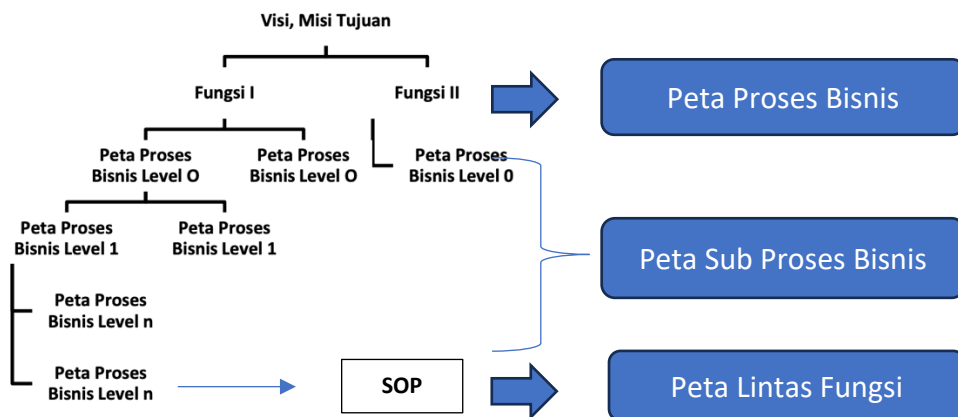 Visi, Misi Tujuan
Fungsi I
Fungsi II
Peta Proses Bisnis
Peta Proses
Bisnis Level O
Peta Proses
Bisnis Level O
Peta Proses
Bisnis Level 0
Peta Proses
Bisnis Level 1
Peta Proses
Bisnis Level 1
Peta Sub Proses Bisnis
Peta Proses
Bisnis Level n
Peta Proses
Bisnis Level n
SOP
Peta Lintas Fungsi